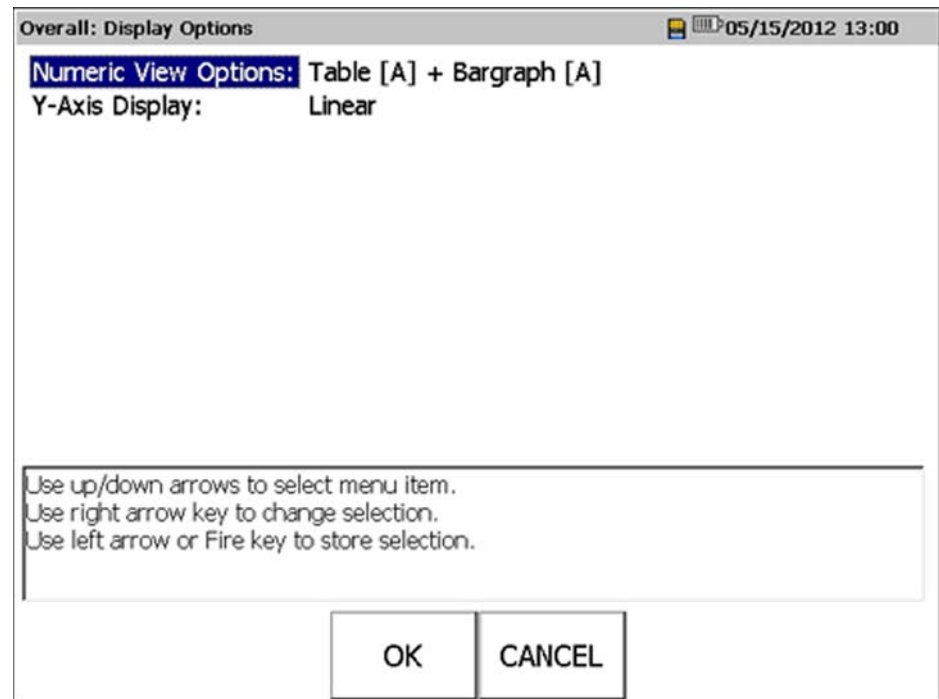 Overall: Display Options 05/15/2012 13:00
Numeric View Options: Table [A] + Bargraph [A]
Y-Axis Display: Linear
Use up/down arrows to select menu item.
Use right arrow key to change selection.
Use left arrow or Fire key to store selection.
OK CANCEL